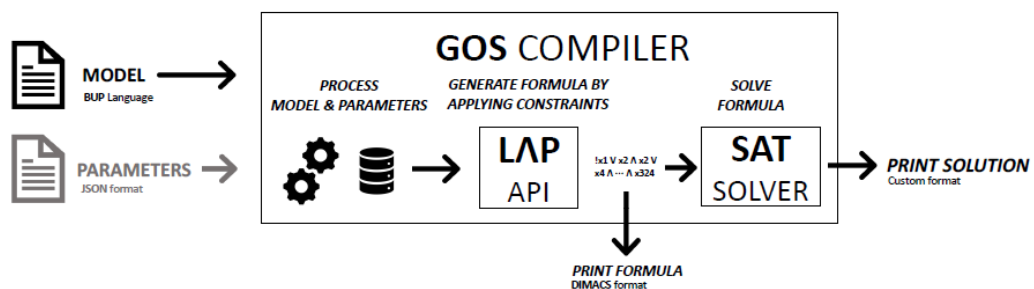 GOS COMPILER
MODEL
BUP Language
PARAMETERS
JSON format
PROCESS
MODEL & PARAMETERS
GENERATE FORMULA BY
APPLYING CONSTRAINTS
LΛP
API
!x1 V x2 Λ x2 V
x4 Λ ··· Λ x324
SOLVE
FORMULA
SAT
SOLVER
PRINT SOLUTION
Custom format
PRINT FORMULA
DIMACS format